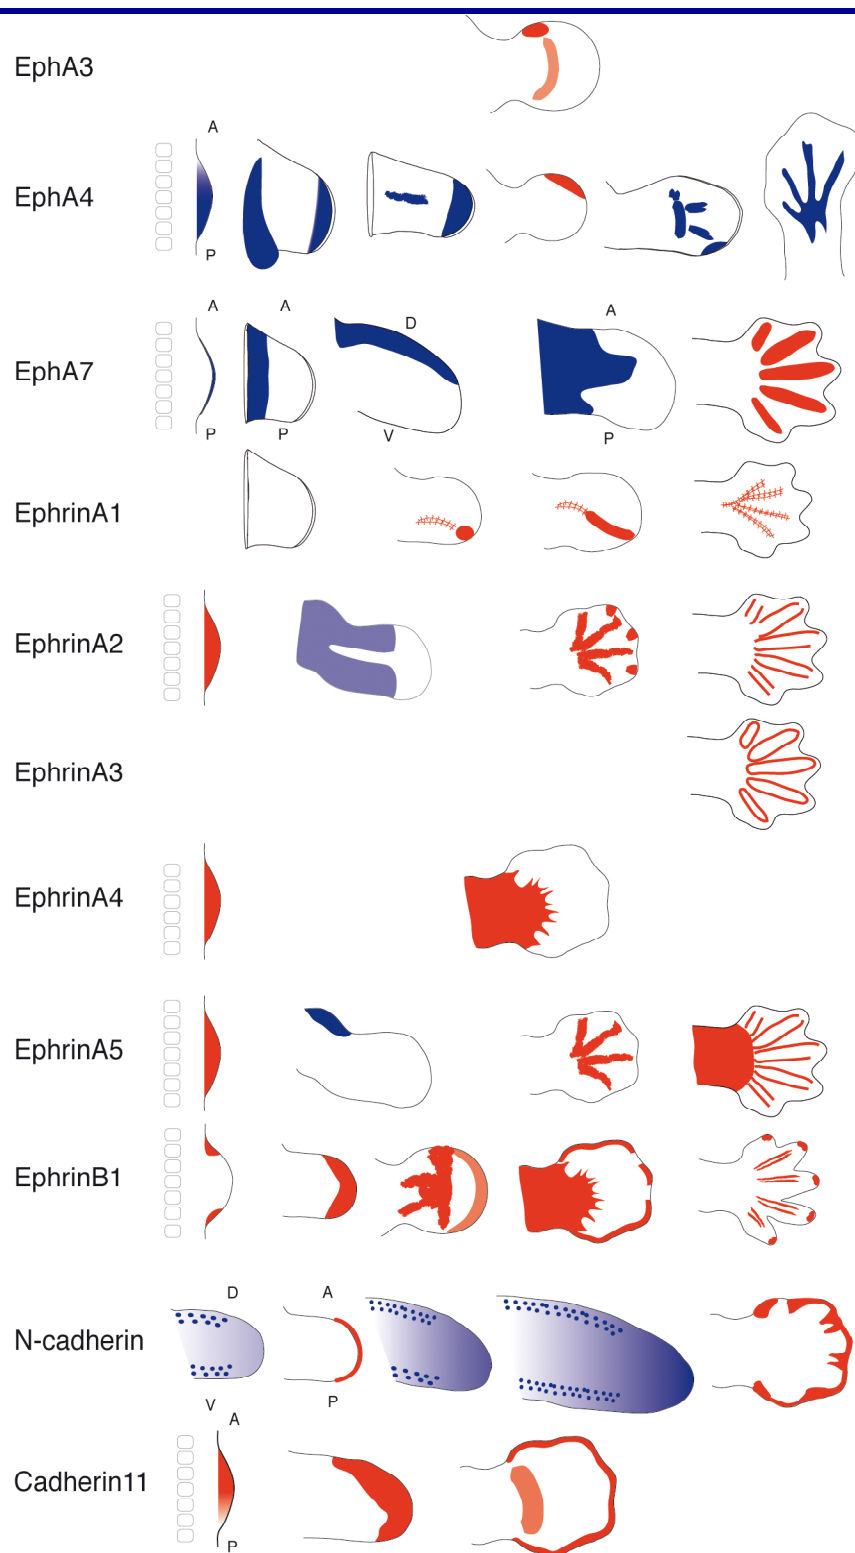 EphA3
A
EphA4
P
A A D A
EphA7
P P V P
EphrinA1
EphrinA2
EphrinA3
EphrinA4
EphrinA5
EphrinB1
D A
N-cadherin
V P
A
Cadherin11
P